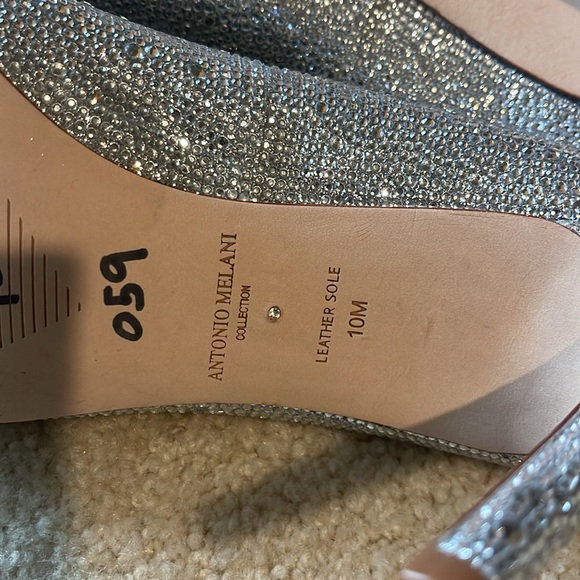 059
ANTONIO MELANI
COLLECTION
LEATHER SOLE
10M